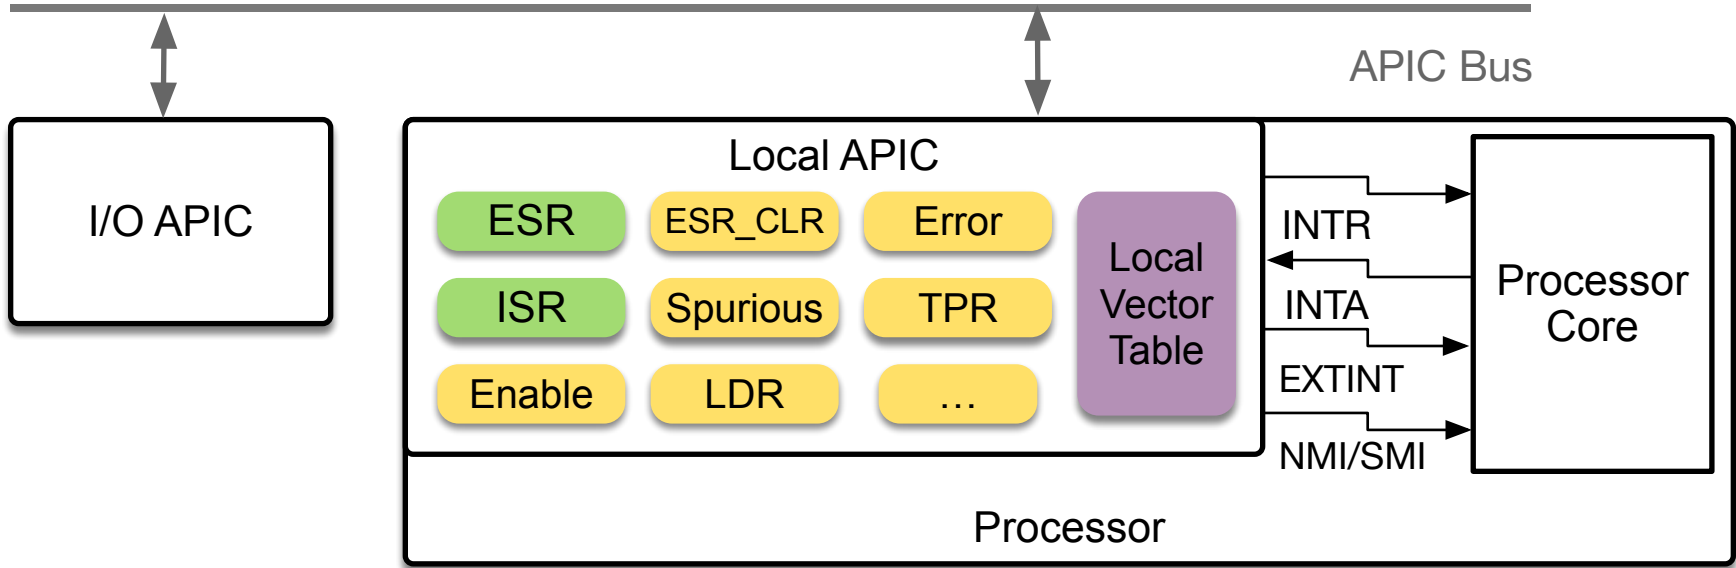 APIC Bus
I/O APIC
Local APIC
ESR
ESR_CLR
Error
ISR
Spurious
TPR
Enable
LDR
...
Local
Vector
Table
INTR
INTA
EXTINT
NMI/SMI
Processor
Core
Processor